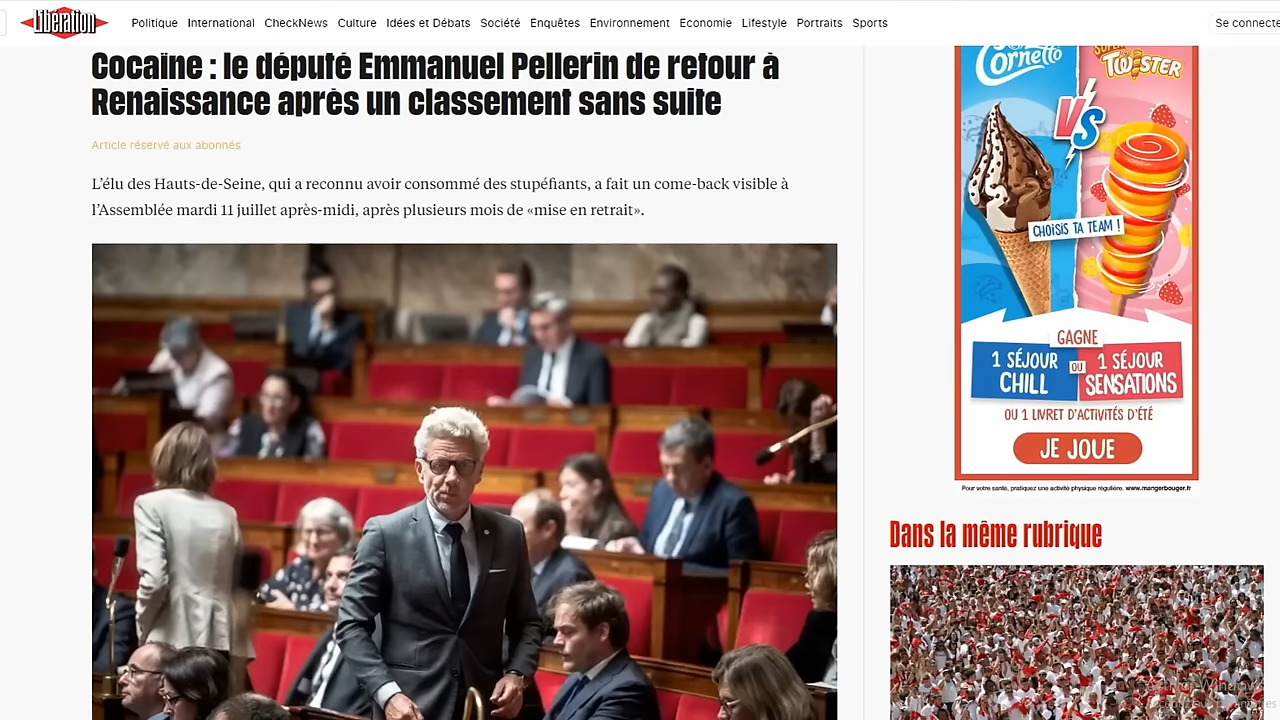 Libération
Politique International CheckNews Culture Idées et Débats Société Enquêtes Environnement Economie Lifestyle Portraits Sports
Se connecte
Cocaïne : le député Emmanuel Pellerin de retour à
Renaissance après un classement sans suite
Article réservé aux abonnés
L'élu des Hauts-de-Seine, qui a reconnu avoir consommé des stupéfiants, a fait un come-back visible à
l'Assemblée mardi 11 juillet après-midi, après plusieurs mois de «mise en retrait».
Cornetto
TWISTER
VS
CHOISIS TA TEAM !
GAGNE
1 SÉJOUR
CHILL
OU
1 SÉJOUR
SENSATIONS
OU 1 LIVRET D'ACTIVITÉS D'ÉTÉ
JE JOUE
Pour votre santé, pratiquez une activité physique régulière. www.mangerbouger.fr
Dans la même rubrique